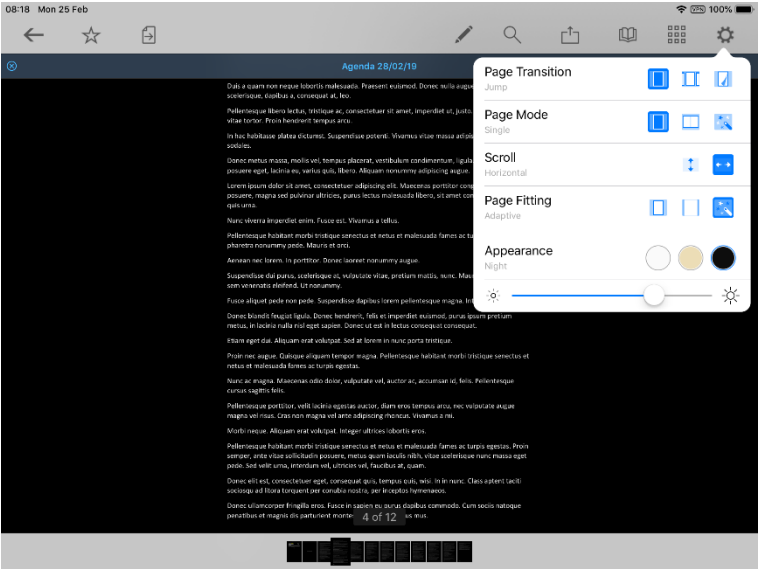 08:18 Mon 25 Feb
VPN 100%
Agenda 28/02/19
Duis a quam non neque lobortis malesuada. Praesent euismod. Donec nulla augue
scelerisque, dapibus a, consequat at, leo.
Pellentesque libero lectus, tristique ac, consectetuer sit amet, imperdiet ut, justo.
vitae tortor. Proin hendrerit tempus arcu.
In hac habitasse platea dictumst. Suspendisse potenti. Vivamus vitae massa adipis
sodales.
Donec metus massa, mollis vel, tempus placerat, vestibulum condimentum, ligula
posuere eget, lacinia eu, varius quis, libero. Aliquam nonummy adipiscing augue.
Lorem ipsum dolor sit amet, consectetuer adipiscing elit. Maecenas porttitor cong
posuere, magna sed pulvinar ultricies, purus lectus malesuada libero, sit amet com
quis urna.
Nunc viverra imperdiet enim. Fusce est. Vivamus a tellus.
Pellentesque habitant morbi tristique senectus et netus et malesuada fames ac tu
pharetra nonummy pede. Mauris et orci.
Aenean nec lorem. In porttitor. Donec laoreet nonummy augue.
Suspendisse dui purus, scelerisque at, vulputate vitae, pretium mattis, nunc. Mau
sem venenatis eleifend. Ut nonummy.
Fusce aliquet pede non pede. Suspendisse dapibus lorem pellentesque magna. Int
Donec blandit feugiat ligula. Donec hendrerit, felis et imperdiet euismod, purus ipsum pretium
metus, in lacinia nulla nisl eget sapien. Donec ut est in lectus consequat consequat.
Etiam eget dui. Aliquam erat volutpat. Sed at lorem in nunc porta tristique.
Proin nec augue. Quisque aliquam tempor magna. Pellentesque habitant morbi tristique senectus et
netus et malesuada fames ac turpis egestas.
Nunc ac magna. Maecenas odio dolor, vulputate vel, auctor ac, accumsan id, felis. Pellentesque
cursus sagittis felis.
Pellentesque porttitor, velit lacinia egestas auctor, diam eros tempus arcu, nec vulputate augue
magna vel risus. Cras non magna vel ante adipiscing rhoncus. Vivamus a mi.
Morbi neque. Aliquam erat volutpat. Integer ultrices lobortis eros.
Pellentesque habitant morbi tristique senectus et netus et malesuada fames ac turpis egestas. Proin
semper, ante vitae sollicitudin posuere, metus quam iaculis nibh, vitae scelerisque nunc massa eget
pede. Sed velit urna, interdum vel, ultricies vel, faucibus at, quam.
Donec elit est, consectetuer eget, consequat quis, tempus quis, wisi. In in nunc. Class aptent taciti
sociosqu ad litora torquent per conubia nostra, per inceptos hymenaeos.
Donec ullamcorper fringilla eros. Fusce in sapien eu purus dapibus commodo. Cum sociis natoque
penatibus et magnis dis parturient monte us mus.
4 of 12
Page Transition
Jump
Page Mode
Single
Scroll
Horizontal
Page Fitting
Adaptive
Appearance
Night